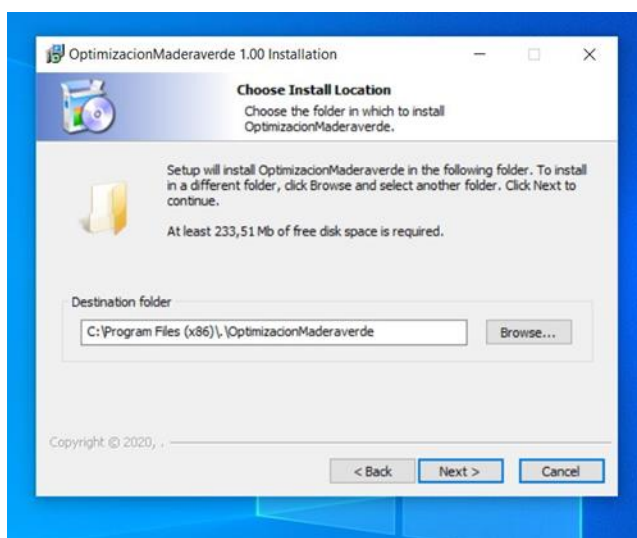 OptimizacionMaderaverde 1.00 Installation
Choose Install Location
Choose the folder in which to install
OptimizacionMaderaverde.
Setup will install OptimizacionMaderaverde in the following folder. To install
in a different folder, click Browse and select another folder. Click Next to
continue.
At least 233,51 Mb of free disk space is required.
Destination folder
C:\Program Files (x86)\.\OptimizacionMaderaverde
Browse...
Copyright © 2020, .
< Back
Next >
Cancel